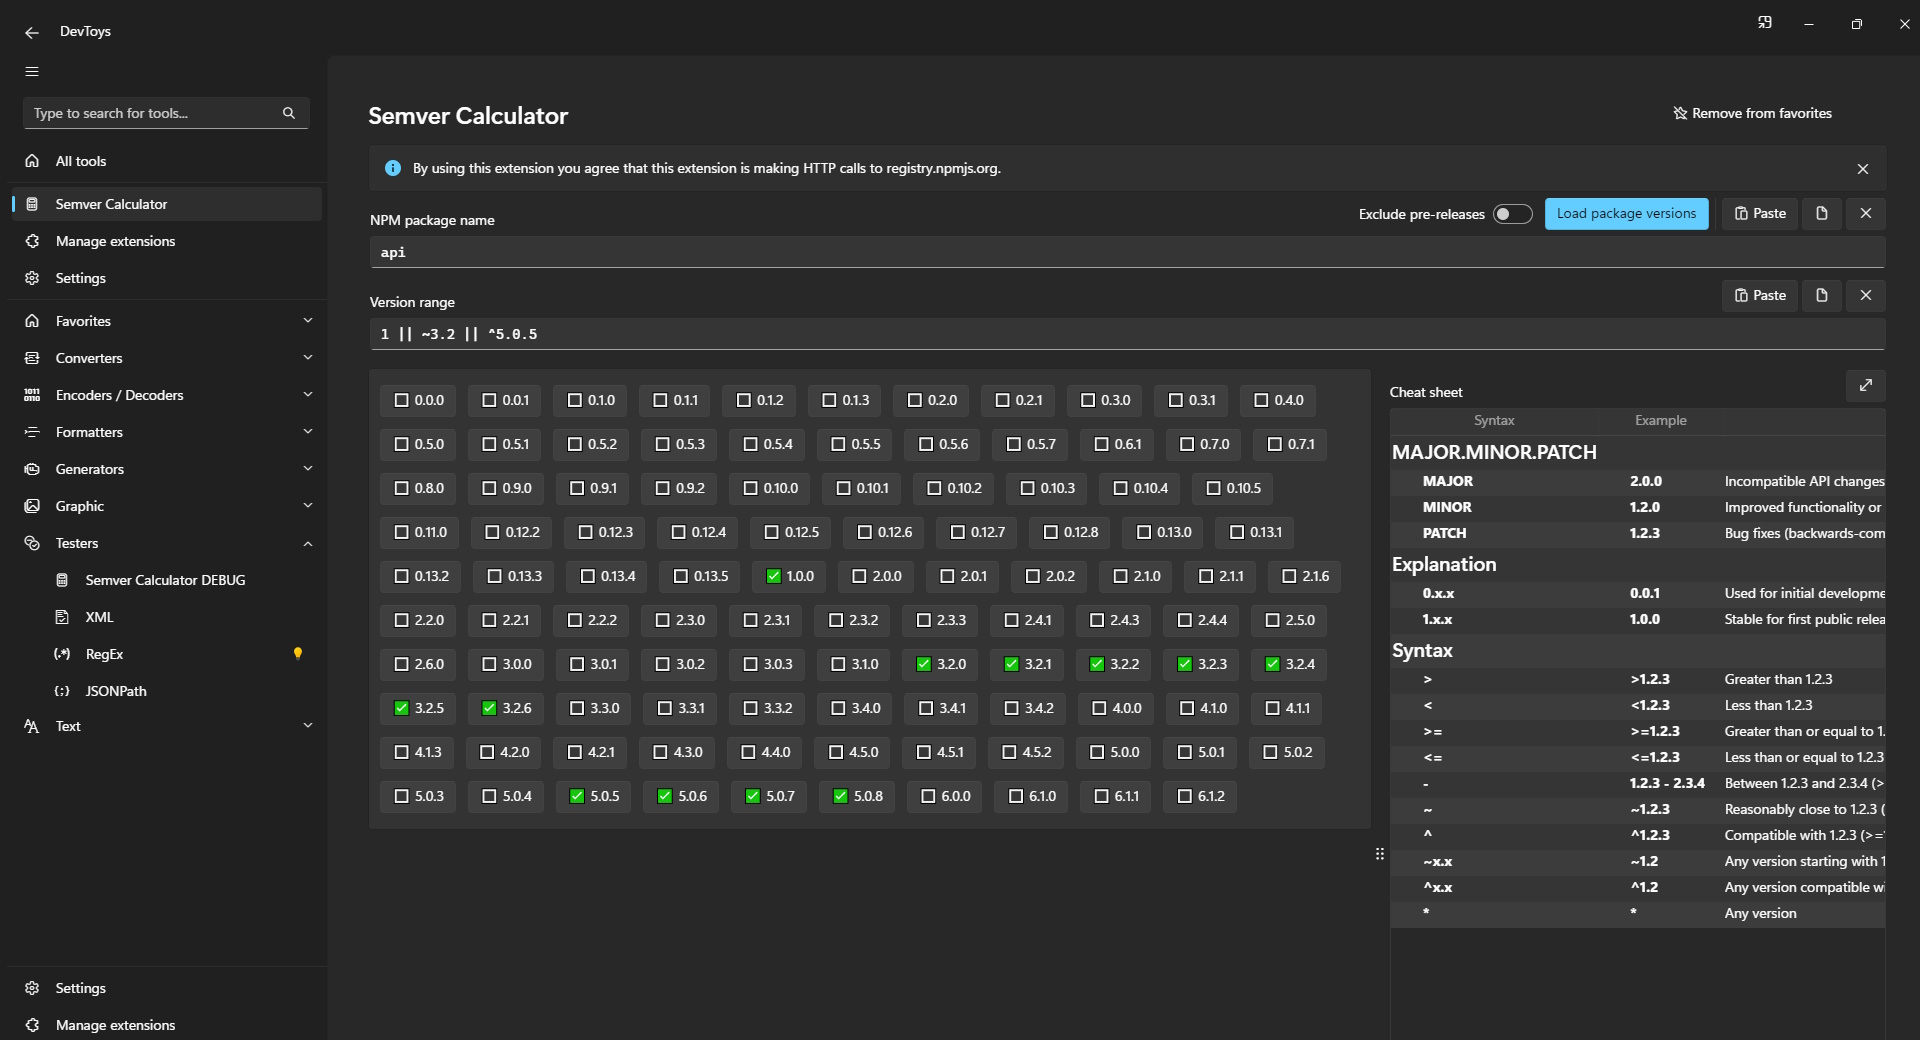 DevToys
Type to search for tools...
All tools
Semver Calculator
Manage extensions
Settings
Favorites
Converters
Encoders / Decoders
Formatters
Generators
Graphic
Testers
Semver Calculator DEBUG
XML
RegEx
JSONPath
Text
Settings
Manage extensions
Semver Calculator
Remove from favorites
By using this extension you agree that this extension is making HTTP calls to registry.npmjs.org.
NPM package name
Exclude pre-releases
Load package versions
Paste
api
Version range
Paste
1 || ~3.2 || ^5.0.5
0.0.0 0.0.1 0.1.0 0.1.1 0.1.2 0.1.3 0.2.0 0.2.1 0.3.0 0.3.1 0.4.0
0.5.0 0.5.1 0.5.2 0.5.3 0.5.4 0.5.5 0.5.6 0.5.7 0.6.1 0.7.0 0.7.1
0.8.0 0.9.0 0.9.1 0.9.2 0.10.0 0.10.1 0.10.2 0.10.3 0.10.4 0.10.5
0.11.0 0.12.2 0.12.3 0.12.4 0.12.5 0.12.6 0.12.7 0.12.8 0.13.0 0.13.1
0.13.2 0.13.3 0.13.4 0.13.5 1.0.0 2.0.0 2.0.1 2.0.2 2.1.0 2.1.1 2.1.6
2.2.0 2.2.1 2.2.2 2.3.0 2.3.1 2.3.2 2.3.3 2.4.1 2.4.3 2.4.4 2.5.0
2.6.0 3.0.0 3.0.1 3.0.2 3.0.3 3.1.0 3.2.0 3.2.1 3.2.2 3.2.3 3.2.4
3.2.5 3.2.6 3.3.0 3.3.1 3.3.2 3.4.0 3.4.1 3.4.2 4.0.0 4.1.0 4.1.1
4.1.3 4.2.0 4.2.1 4.3.0 4.4.0 4.5.0 4.5.1 4.5.2 5.0.0 5.0.1 5.0.2
5.0.3 5.0.4 5.0.5 5.0.6 5.0.7 5.0.8 6.0.0 6.1.0 6.1.1 6.1.2
Cheat sheet
Syntax Example
MAJOR.MINOR.PATCH
MAJOR 2.0.0 Incompatible API changes
MINOR 1.2.0 Improved functionality or
PATCH 1.2.3 Bug fixes (backwards-com
Explanation
0.x.x 0.0.1 Used for initial developme
1.x.x 1.0.0 Stable for first public relea
Syntax
> >1.2.3 Greater than 1.2.3
< <1.2.3 Less than 1.2.3
>= >=1.2.3 Greater than or equal to 1.
<= <=1.2.3 Less than or equal to 1.2.3
- 1.2.3 - 2.3.4 Between 1.2.3 and 2.3.4 (>
~ ~1.2.3 Reasonably close to 1.2.3 (
^ ^1.2.3 Compatible with 1.2.3 (>=
~x.x ~1.2 Any version starting with 1
^x.x ^1.2 Any version compatible wi
* * Any version